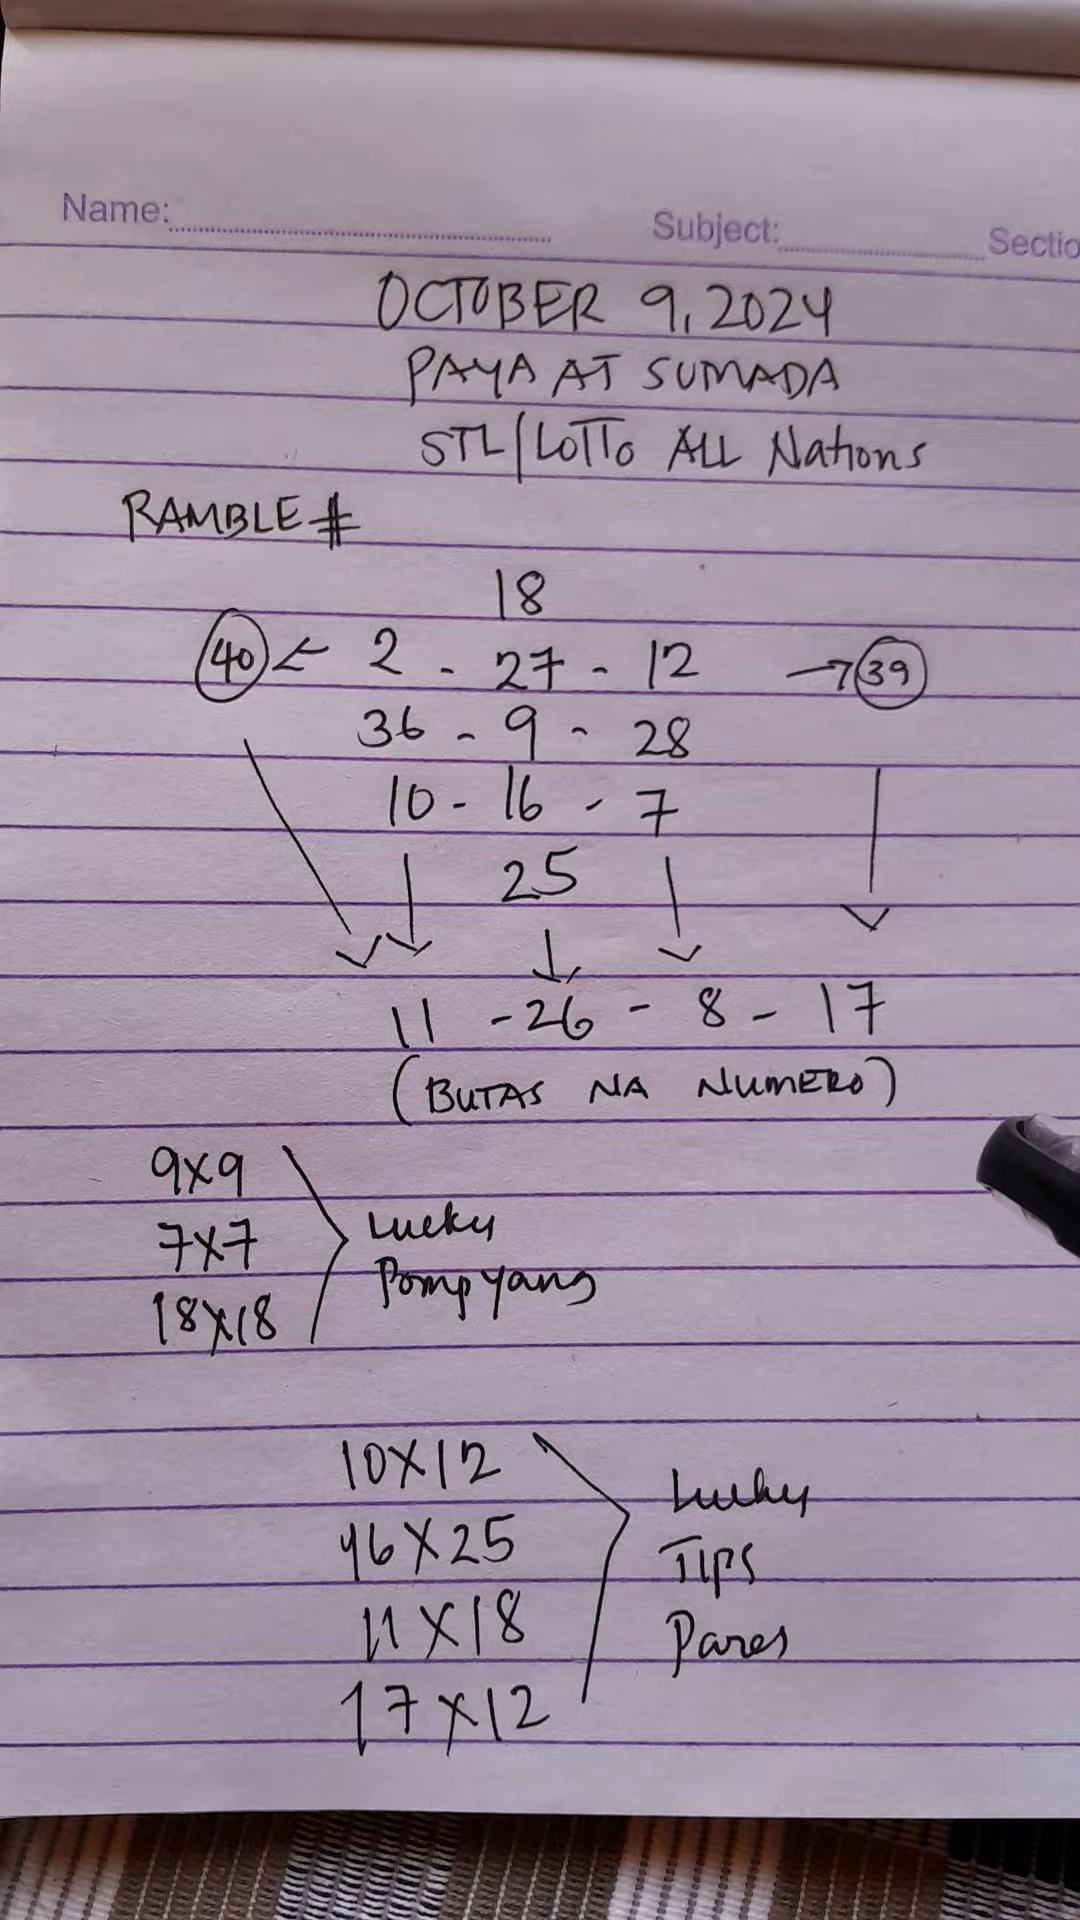 Name: Subject: Sectio
OCTOBER 9, 2024
PAYA AT SUMADA
STL/LOTTO ALL Nations
RAMBLE #
18
40 ← 2 - 27 - 12 → 39
36 - 9 - 28
10 - 16 - 7
25
11 - 26 - 8 - 17
(BUTAS NA NUMERO)
9X9
7X7
18X18
Lucky
Pompyang
10X12
16X25
11X18
17X12
Lucky
TIPS
Pares